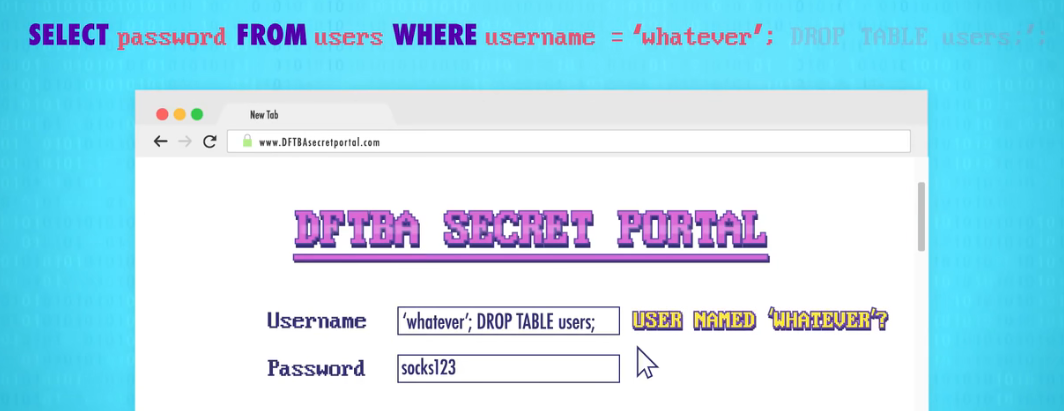 SELECT password FROM users WHERE username = ‘whatever’; DROP TABLE users;’;
New Tab
www.DFTBAsecretportal.com
DFTBA SECRET PORTAL
Username ‘whatever’; DROP TABLE users; USER NAMED ‘WHATEVER’?
Password socks123